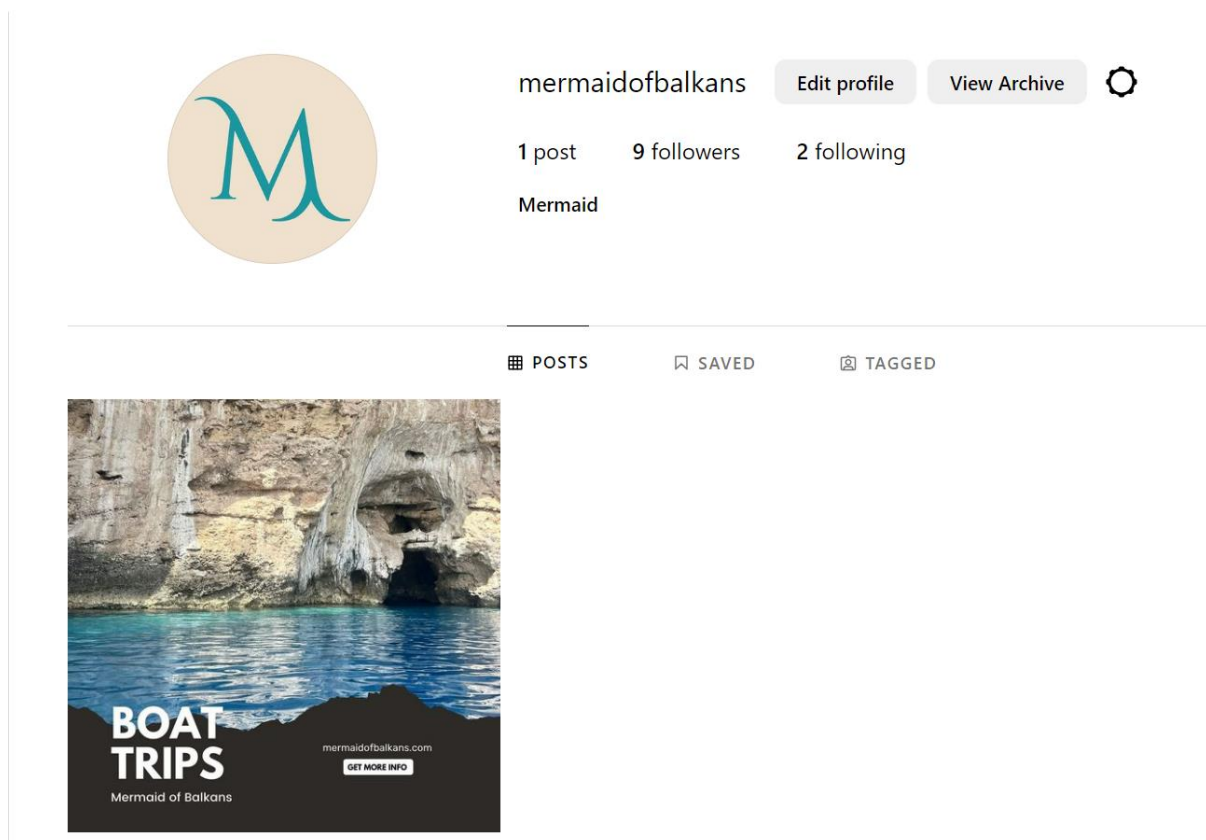 M
mermaidofbalkans Edit profile View Archive
1 post 9 followers 2 following
Mermaid
POSTS SAVED TAGGED
BOAT
TRIPS
Mermaid of Balkans
mermaidofbalkans.com
GET MORE INFO